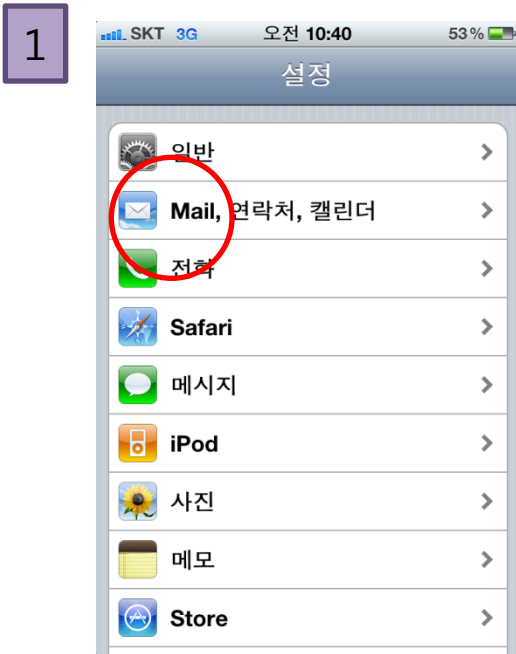 1
SKT 3G 오전 10:40 53%
설정
일반
Mail, 연락처, 캘린더
전화
Safari
메시지
iPod
사진
메모
Store